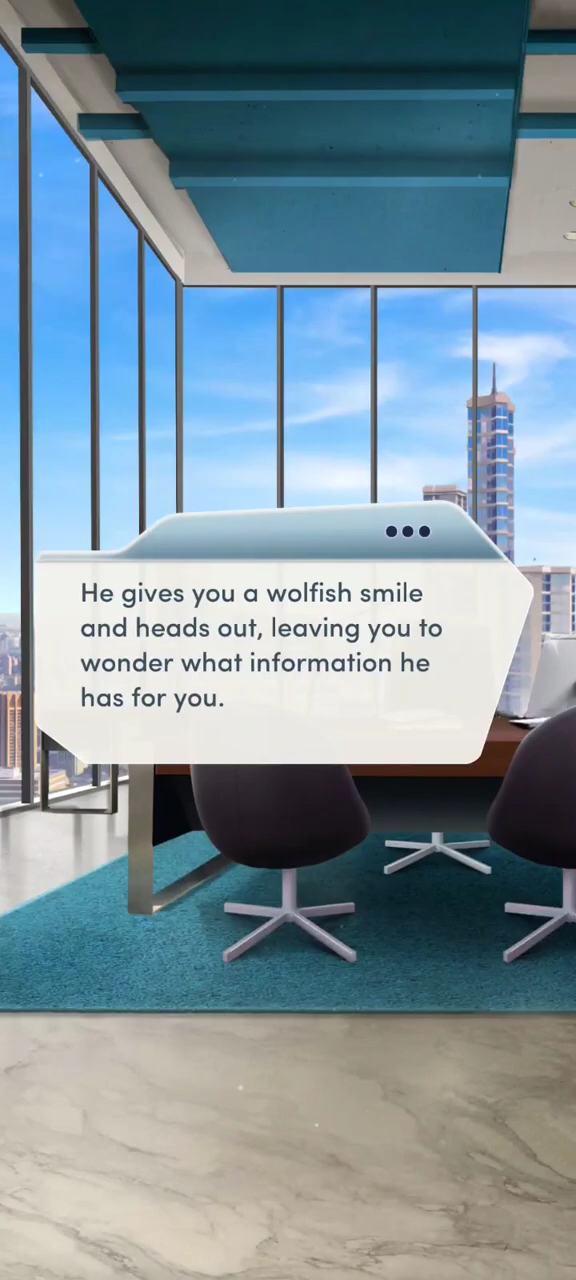 He gives you a wolfish smile
and heads out, leaving you to
wonder what information he
has for you.